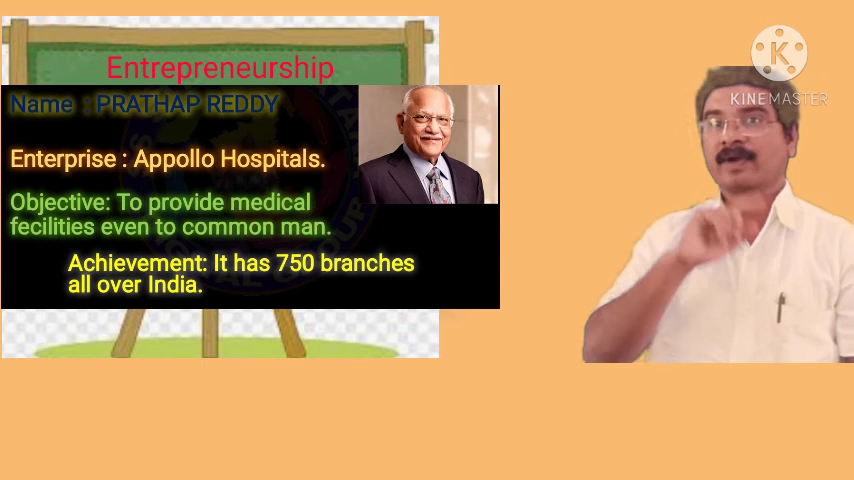 Entrepreneurship
Name : PRATHAP REDDY
Enterprise : Appollo Hospitals.
Objective: To provide medical
fecilities even to common man.
Achievement: It has 750 branches
all over India.
K
KINEMASTER